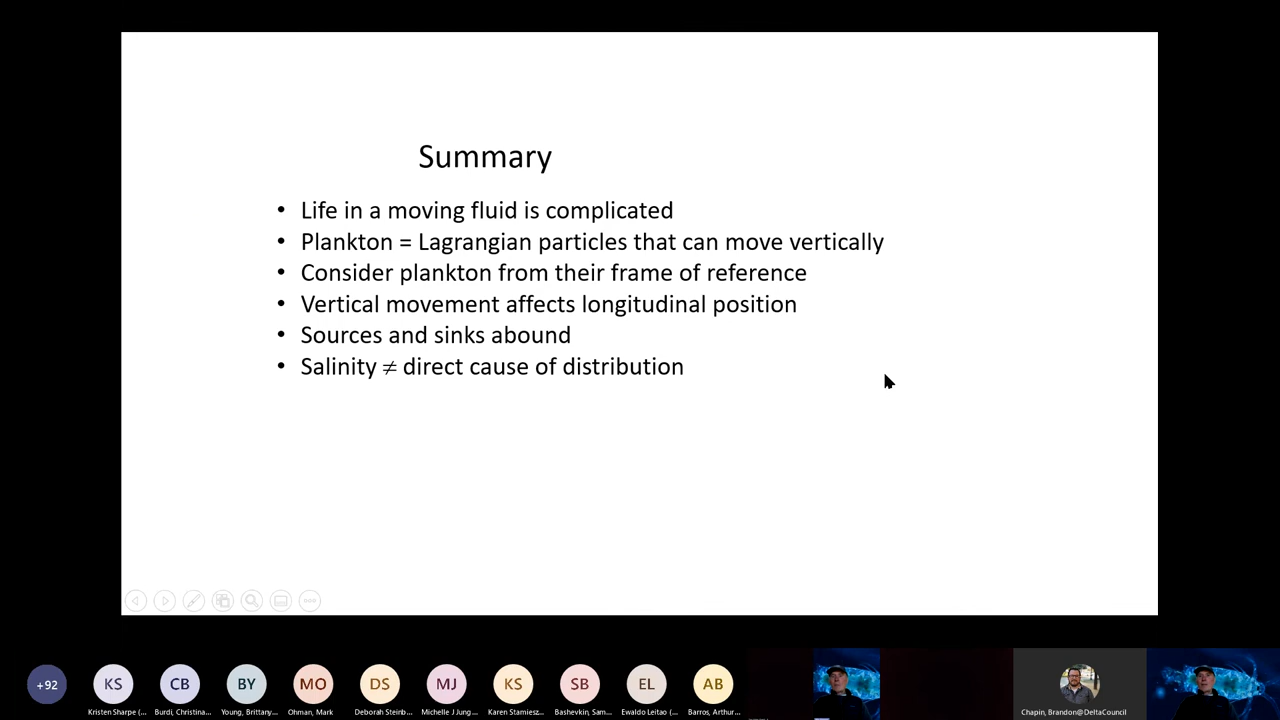 Summary
• Life in a moving fluid is complicated
• Plankton = Lagrangian particles that can move vertically
• Consider plankton from their frame of reference
• Vertical movement affects longitudinal position
• Sources and sinks abound
• Salinity ≠ direct cause of distribution
+92
KS
CB
BY
MO
DS
MJ
KS
SB
EL
AB
Kristen Sharpe (...
Burdi, Christina...
Young, Brittany...
Ohman, Mark
Deborah Steinb...
Michelle J Jung...
Karen Stamiesz...
Bashevkin, Sam...
Ewaldo Leitao (...
Barros, Arthur...
Chapin, Brandon@DeltaCouncil